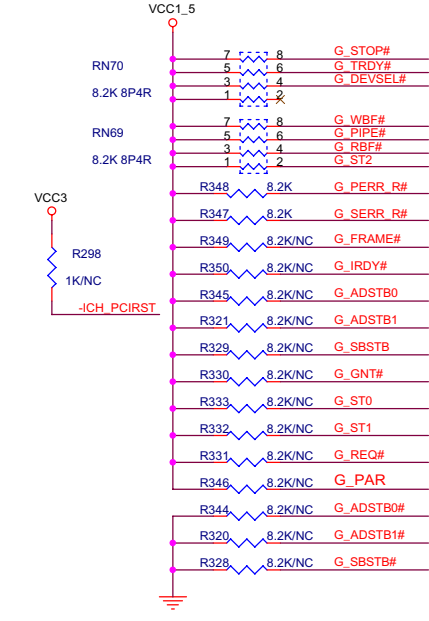 VCC1_5
7 8 G_STOP#
RN70 5 6 G_TRDY#
3 4 G_DEVSEL#
8.2K 8P4R 1 2
7 8 G_WBF#
RN69 5 6 G_PIPE#
3 4 G_RBF#
8.2K 8P4R 1 2 G_ST2
R348 8.2K G_PERR_R#
VCC3
R347 8.2K G_SERR_R#
R349 8.2K/NC G_FRAME#
R298
R350 8.2K/NC G_IRDY#
1K/NC
R345 8.2K/NC G_ADSTB0
-ICH_PCIRST
R321 8.2K/NC G_ADSTB1
R329 8.2K/NC G_SBSTB
R330 8.2K/NC G_GNT#
R333 8.2K/NC G_ST0
R332 8.2K/NC G_ST1
R331 8.2K/NC G_REQ#
R346 8.2K/NC G_PAR
R344 8.2K/NC G_ADSTB0#
R320 8.2K/NC G_ADSTB1#
R328 8.2K/NC G_SBSTB#